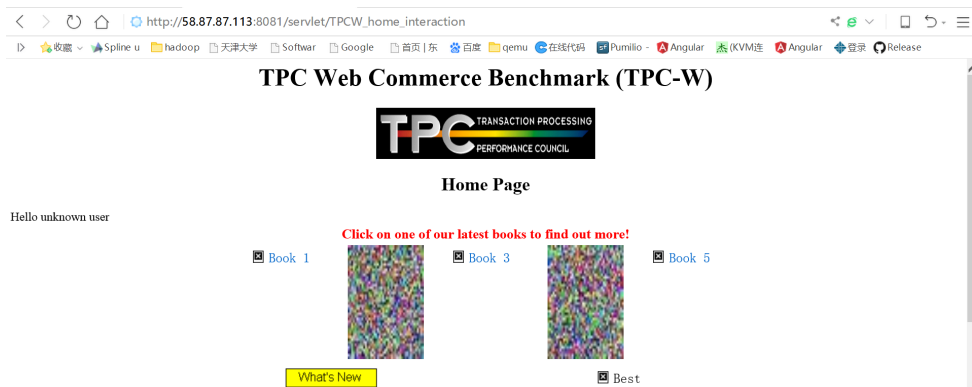 http://58.87.87.113:8081/servlet/TPCW_home_interaction
收藏 Spline u hadoop 天津大学 Softwar Google 首页 | 东 百度 qemu 在线代码 Pumilio - Angular (KVM连 Angular 登录 Release
TPC Web Commerce Benchmark (TPC-W)
TPC TRANSACTION PROCESSING
PERFORMANCE COUNCIL
Home Page
Hello unknown user
Click on one of our latest books to find out more!
Book 1 Book 3 Book 5
What's New Best